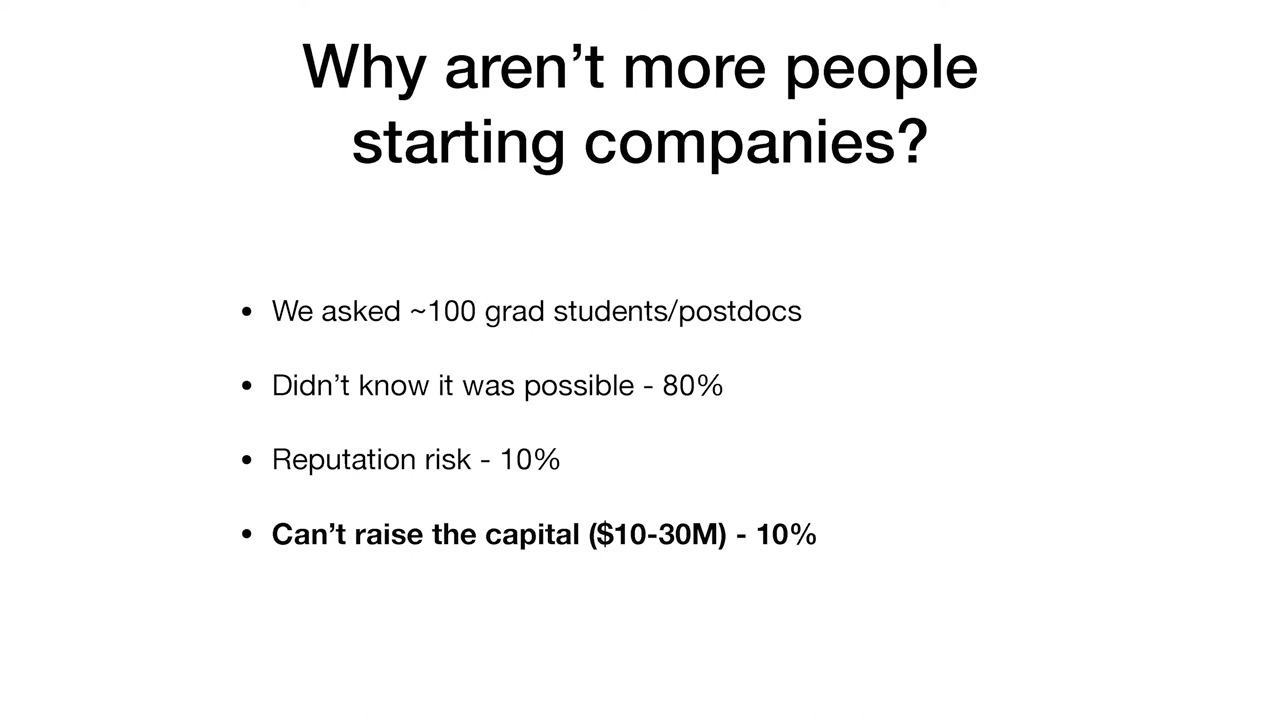 Why aren’t more people
starting companies?
• We asked ~100 grad students/postdocs
• Didn’t know it was possible - 80%
• Reputation risk - 10%
• Can’t raise the capital ($10-30M) - 10%